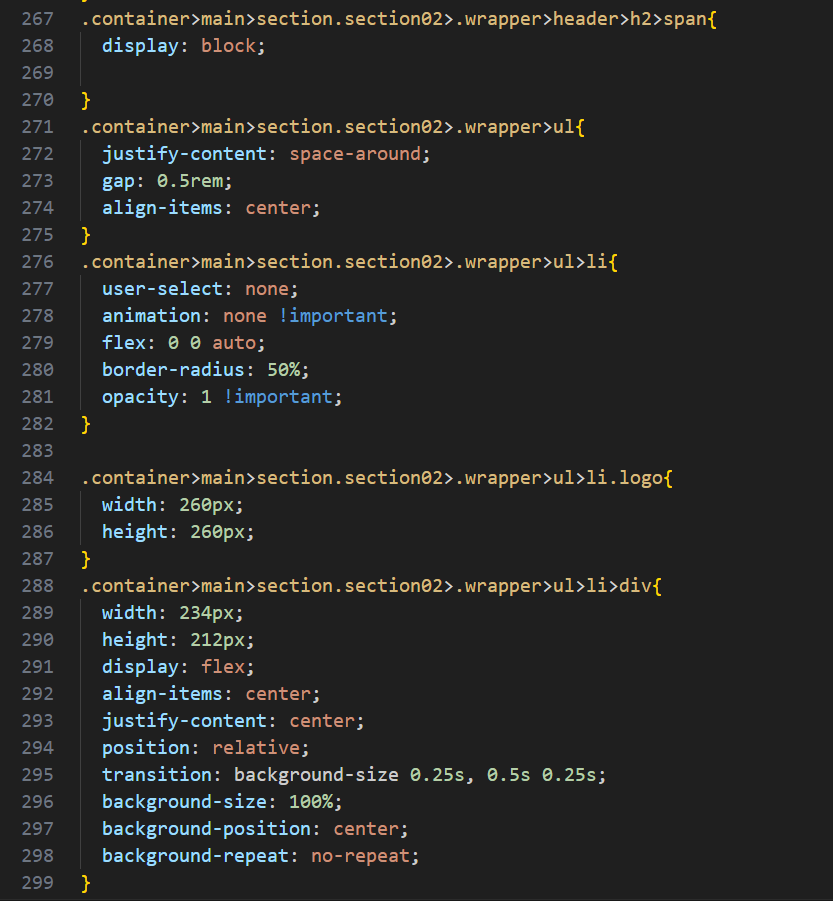 267 .container>main>section.section02>.wrapper>header>h2>span{
268 display: block;
269
270 }
271 .container>main>section.section02>.wrapper>ul{
272 justify-content: space-around;
273 gap: 0.5rem;
274 align-items: center;
275 }
276 .container>main>section.section02>.wrapper>ul>li{
277 user-select: none;
278 animation: none !important;
279 flex: 0 0 auto;
280 border-radius: 50%;
281 opacity: 1 !important;
282 }
283
284 .container>main>section.section02>.wrapper>ul>li.logo{
285 width: 260px;
286 height: 260px;
287 }
288 .container>main>section.section02>.wrapper>ul>li>div{
289 width: 234px;
290 height: 212px;
291 display: flex;
292 align-items: center;
293 justify-content: center;
294 position: relative;
295 transition: background-size 0.25s, 0.5s 0.25s;
296 background-size: 100%;
297 background-position: center;
298 background-repeat: no-repeat;
299 }